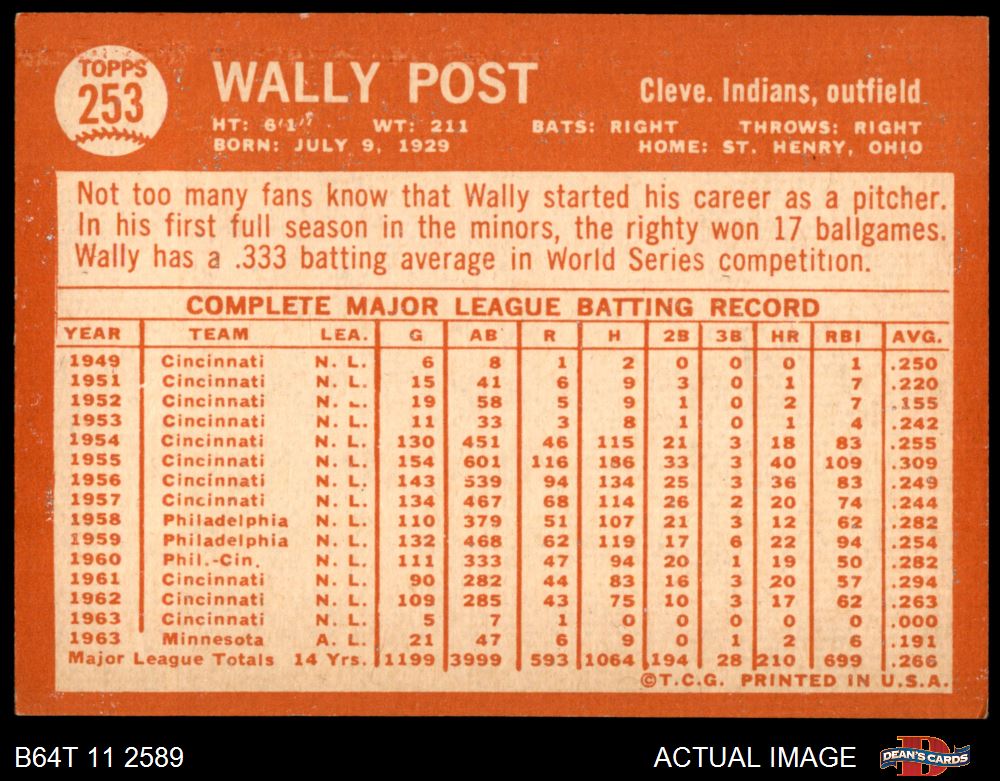 TOPPS
253
WALLY POST
Cleve. Indians, outfield
HT: 6'1" WT: 211 BATS: RIGHT THROWS: RIGHT
BORN: JULY 9, 1929 HOME: ST. HENRY, OHIO
Not too many fans know that Wally started his career as a pitcher.
In his first full season in the minors, the righty won 17 ballgames.
Wally has a .333 batting average in World Series competition.
COMPLETE MAJOR LEAGUE BATTING RECORD
YEAR TEAM LEA. G AB R H 2B 3B HR RBI AVG.
1949 Cincinnati N. L. 6 8 1 2 0 0 0 1 .250
1951 Cincinnati N. L. 15 41 6 9 3 0 1 7 .220
1952 Cincinnati N. L. 19 58 5 9 1 0 2 7 .155
1953 Cincinnati N. L. 11 33 3 8 1 0 1 4 .242
1954 Cincinnati N. L. 130 451 46 115 21 3 18 83 .255
1955 Cincinnati N. L. 154 601 116 186 33 3 40 109 .309
1956 Cincinnati N. L. 143 539 94 134 25 3 36 83 .249
1957 Cincinnati N. L. 134 467 68 114 26 2 20 74 .244
1958 Philadelphia N. L. 110 379 51 107 21 3 12 62 .282
1959 Philadelphia N. L. 132 468 62 119 17 6 22 94 .254
1960 Phil.-Cin. N. L. 111 333 47 94 20 1 19 50 .282
1961 Cincinnati N. L. 90 282 44 83 16 3 20 57 .294
1962 Cincinnati N. L. 109 285 43 75 10 3 17 62 .263
1963 Cincinnati N. L. 5 7 1 0 0 0 0 0 .000
1963 Minnesota A. L. 21 47 6 9 0 1 2 6 .191
Major League Totals 14 Yrs. 1199 3999 593 1064 194 28 210 699 .266
©T.C.G. PRINTED IN U.S.A.
B64T 11 2589 ACTUAL IMAGE DEAN'S CARDS